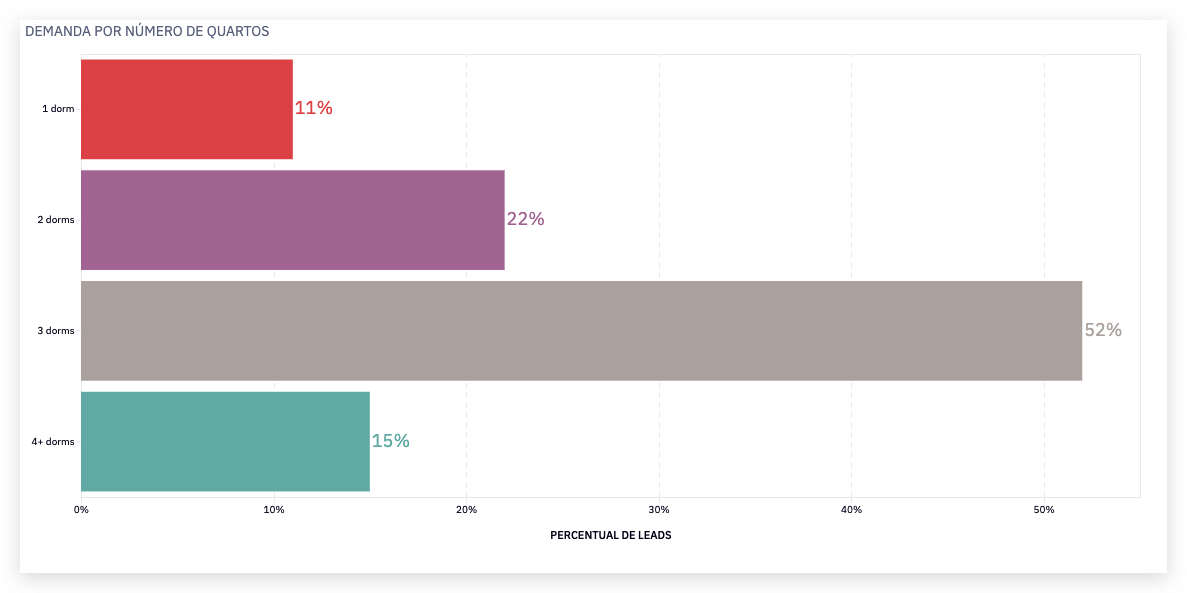 DEMANDA POR NÚMERO DE QUARTOS
1 dorm
11%
2 dorms
22%
3 dorms
52%
4+ dorms
15%
0% 10% 20% 30% 40% 50%
PERCENTUAL DE LEADS